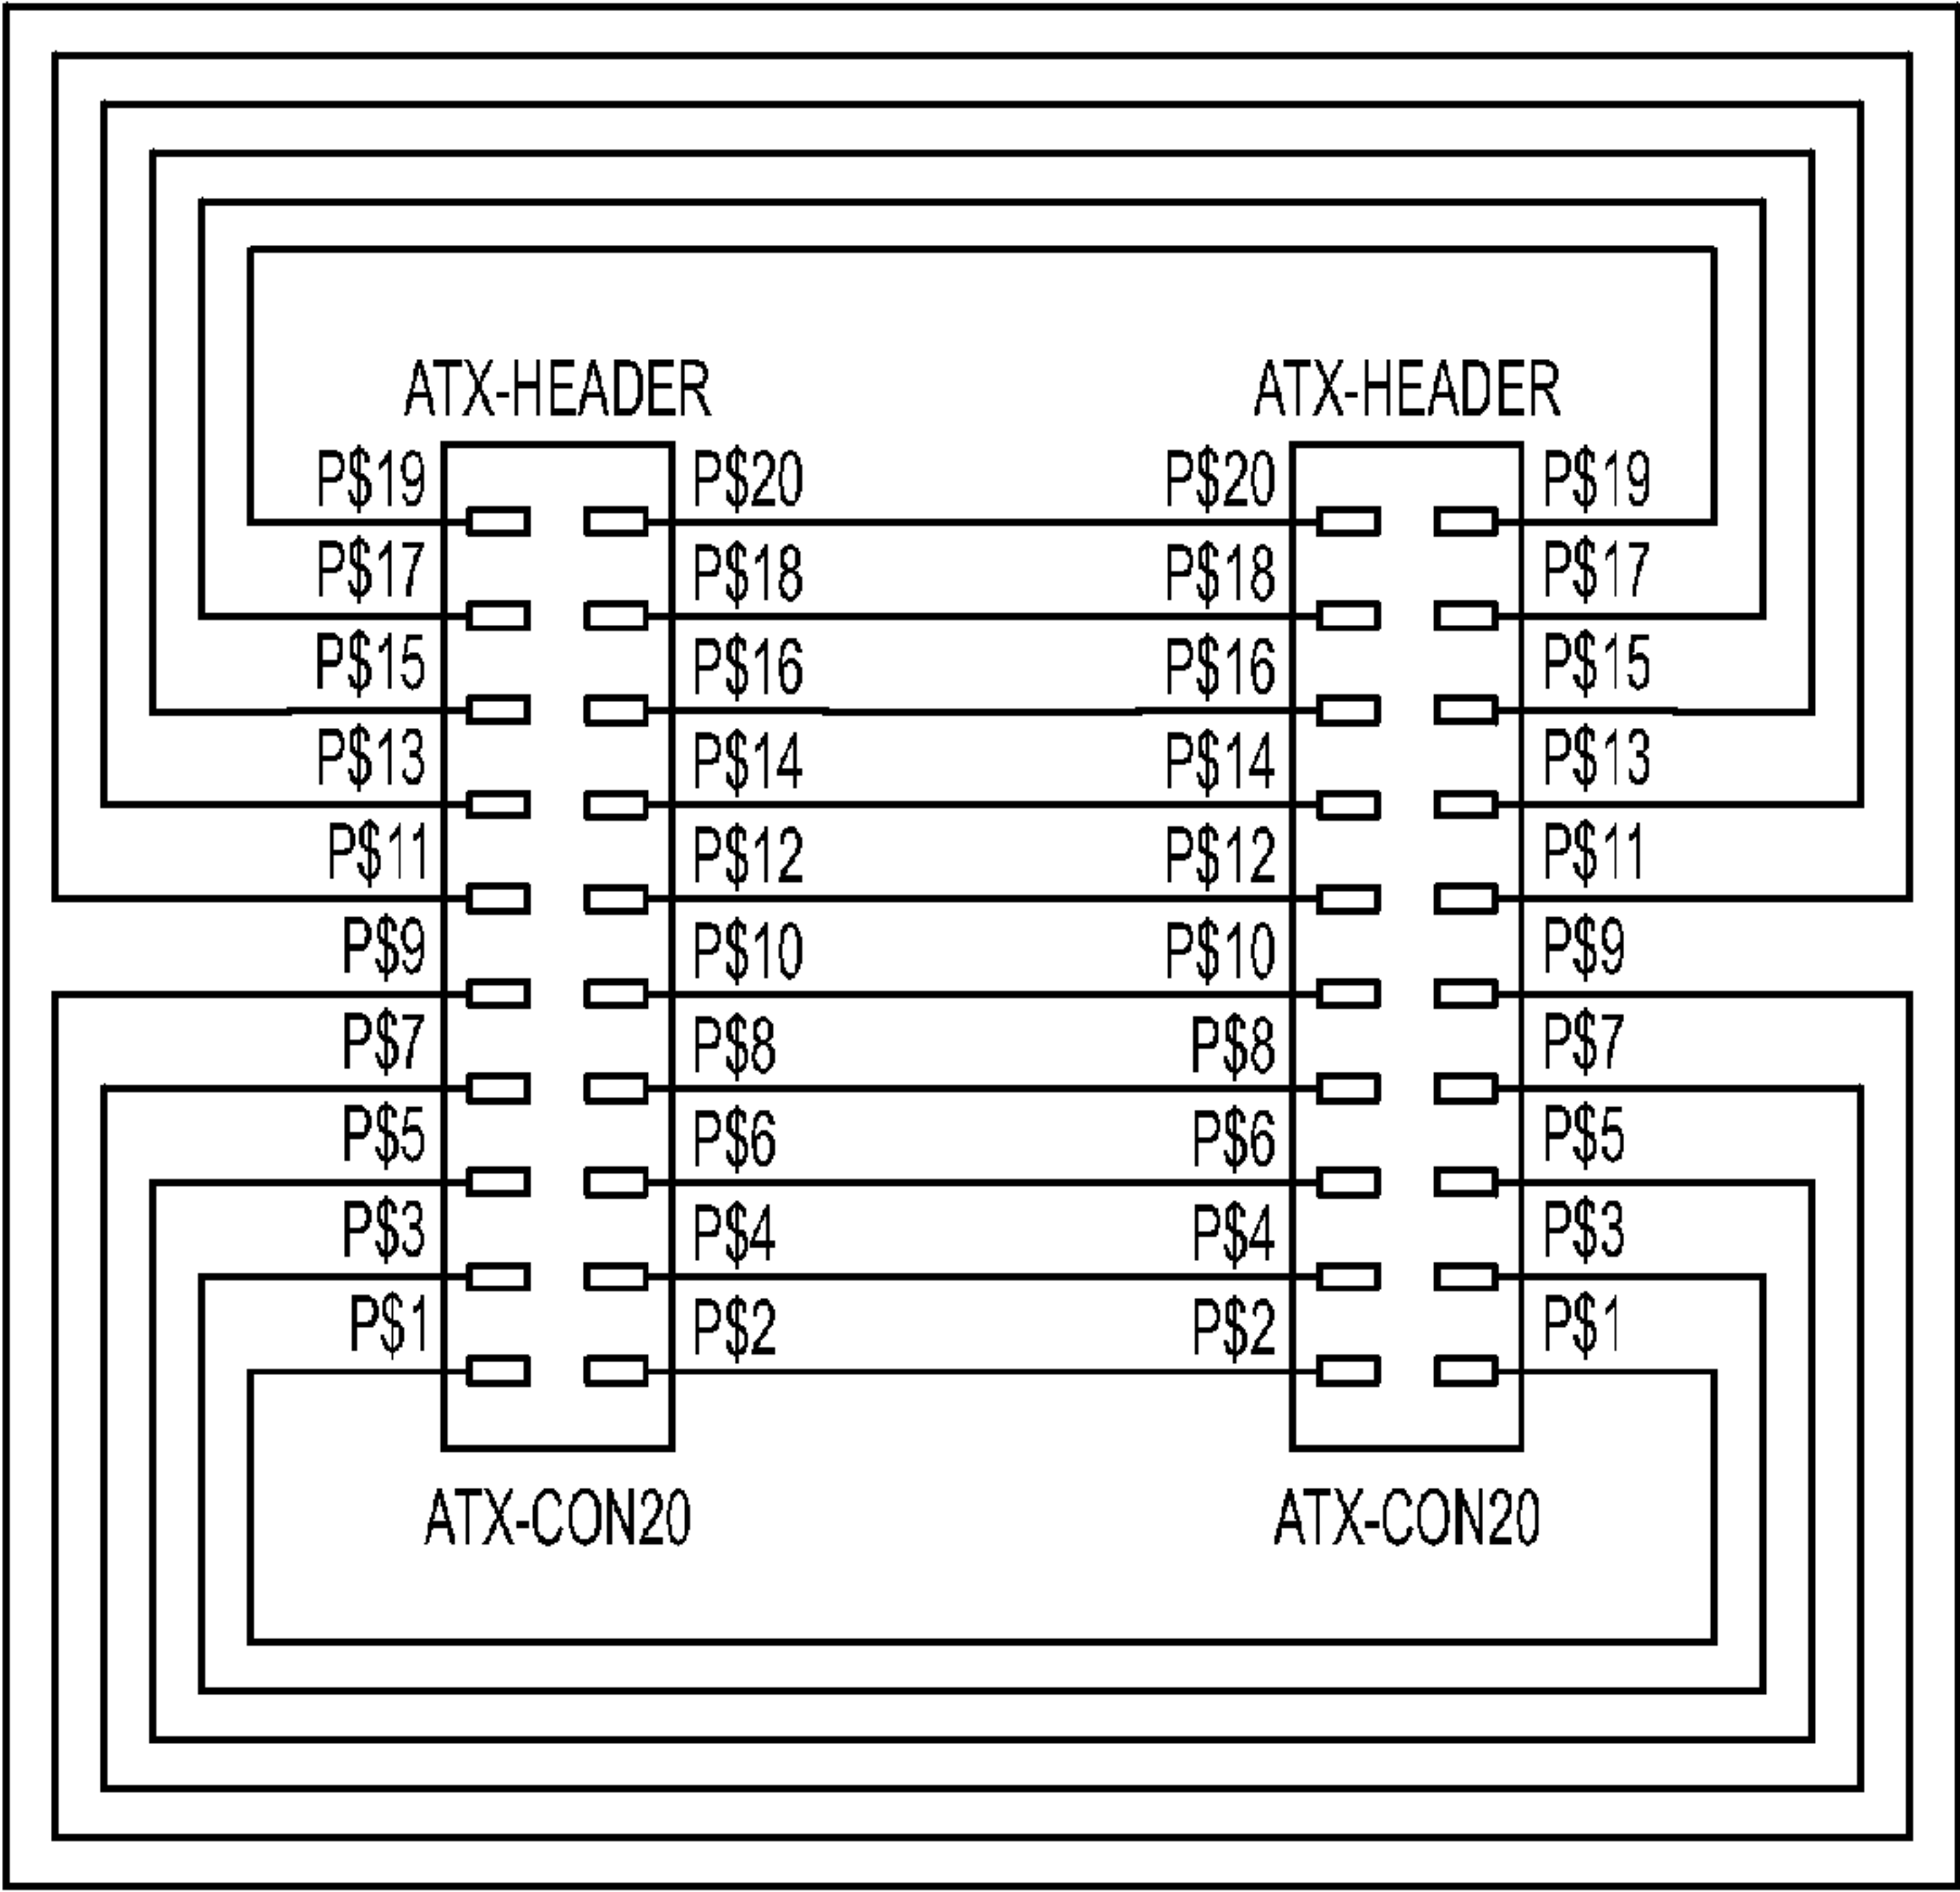 ATX-HEADER ATX-HEADER
P$19 P$20 P$20 P$19
P$17 P$18 P$18 P$17
P$15 P$16 P$16 P$15
P$13 P$14 P$14 P$13
P$11 P$12 P$12 P$11
P$9 P$10 P$10 P$9
P$7 P$8 P$8 P$7
P$5 P$6 P$6 P$5
P$3 P$4 P$4 P$3
P$1 P$2 P$2 P$1
ATX-CON20 ATX-CON20